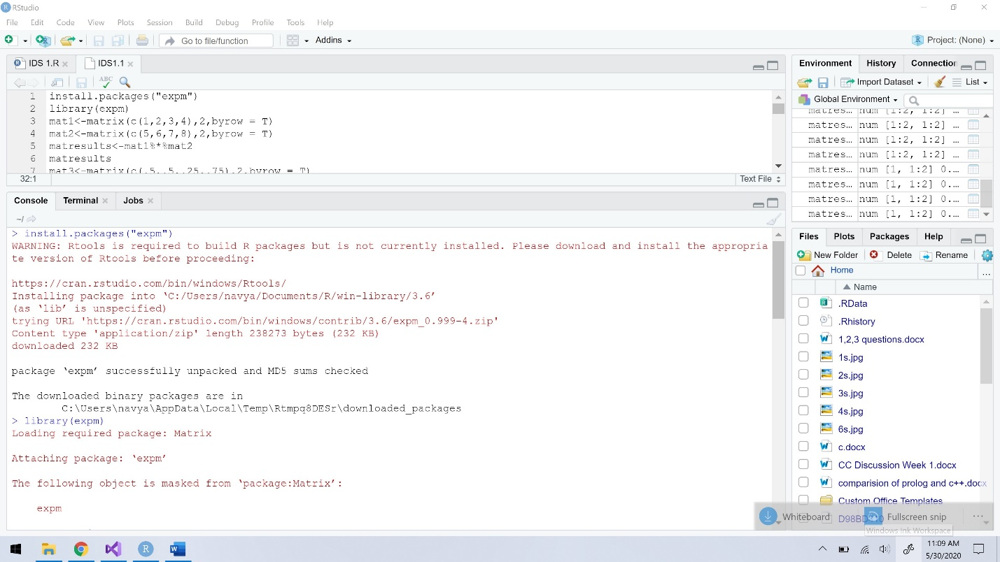 RStudio
File Edit Code View Plots Session Build Debug Profile Tools Help
Go to file/function Addins Project: (None)
IDS 1.R IDS1.1
ABC
1 install.packages("expm")
2 library(expm)
3 mat1<-matrix(c(1,2,3,4),2,byrow = T)
4 mat2<-matrix(c(5,6,7,8),2,byrow = T)
5 matresults<-mat1%*%mat2
6 matresults
7 mat3<-matrix(c(.5,.5,.25,.75),2,byrow = T)
32:1 Text File
Console Terminal Jobs
~/
> install.packages("expm")
WARNING: Rtools is required to build R packages but is not currently installed. Please download and install the appropria
te version of Rtools before proceeding:
https://cran.rstudio.com/bin/windows/Rtools/
Installing package into ‘C:/Users/navya/Documents/R/win-library/3.6’
(as ‘lib’ is unspecified)
trying URL 'https://cran.rstudio.com/bin/windows/contrib/3.6/expm_0.999-4.zip'
Content type 'application/zip' length 238273 bytes (232 KB)
downloaded 232 KB
package ‘expm’ successfully unpacked and MD5 sums checked
The downloaded binary packages are in
C:\Users\navya\AppData\Local\Temp\Rtmpq8DESr\downloaded_packages
> library(expm)
Loading required package: Matrix
Attaching package: ‘expm’
The following object is masked from ‘package:Matrix’:
expm
Environment History Connection
Import Dataset List
Global Environment
matres… num [1:2, 1:2] …
matres… num [1:2, 1:2] …
matres… num [1:2, 1:2] …
matres… num [1:2, 1:2] …
matres… num [1, 1:2] 0.…
matres… num [1, 1:2] 0.…
matres… num [1, 1:2] 0.…
matres… num [1, 1:2] 0.…
Files Plots Packages Help
New Folder Delete Rename
Home ...
Name
.RData
.Rhistory
1,2,3 questions.docx
1s.jpg
2s.jpg
3s.jpg
4s.jpg
6s.jpg
c.docx
CC Discussion Week 1.docx
comparision of prolog and c++.docx
Custom Office Templates
Whiteboard Fullscreen snip ...
Windows Ink Workspace
11:09 AM
5/30/2020